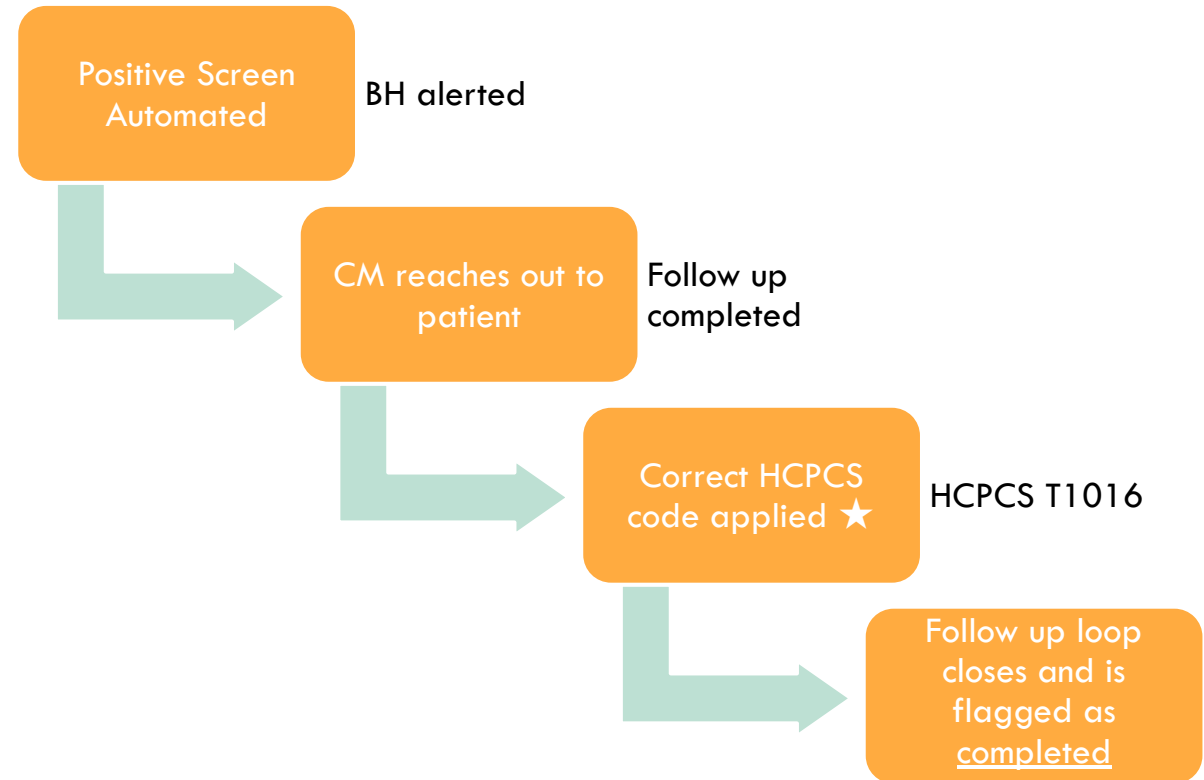 Positive Screen
Automated
BH alerted
CM reaches out to
patient
Follow up
completed
Correct HCPCS
code applied ★
HCPCS T1016
Follow up loop
closes and is
flagged as
completed